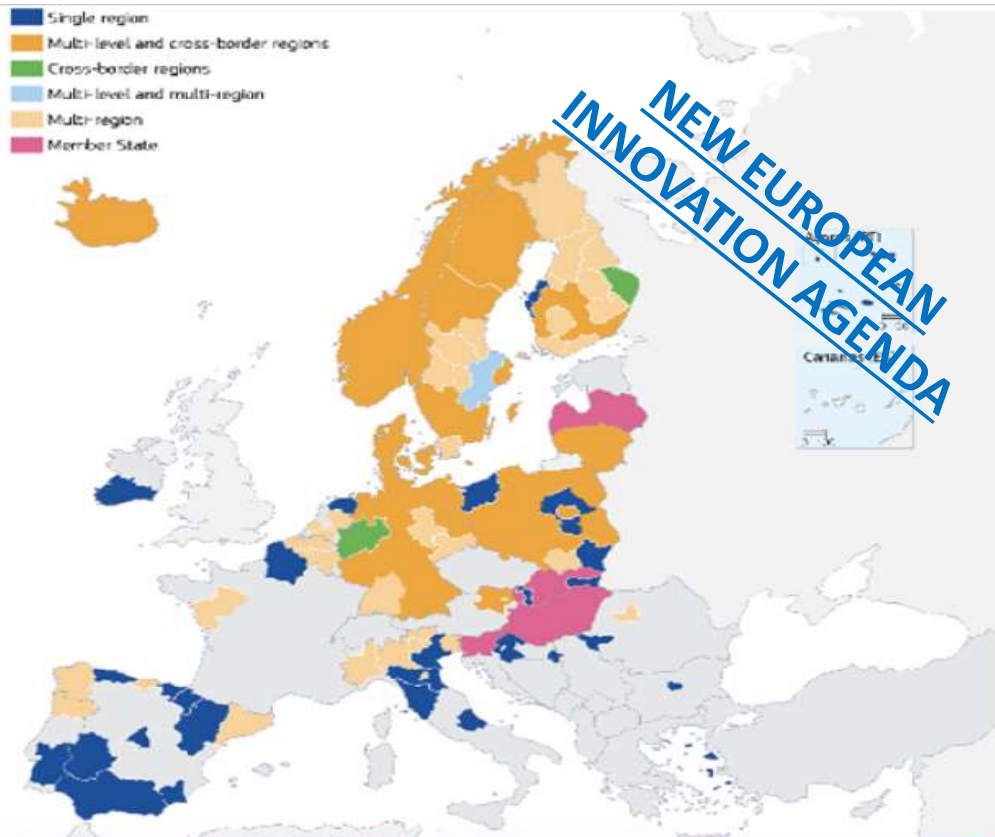 Single region
Multi-level and cross-border regions
Cross-border regions
Multi-level and multi-region
Multi-region
Member State
NEW EUROPEAN
INNOVATION AGENDA